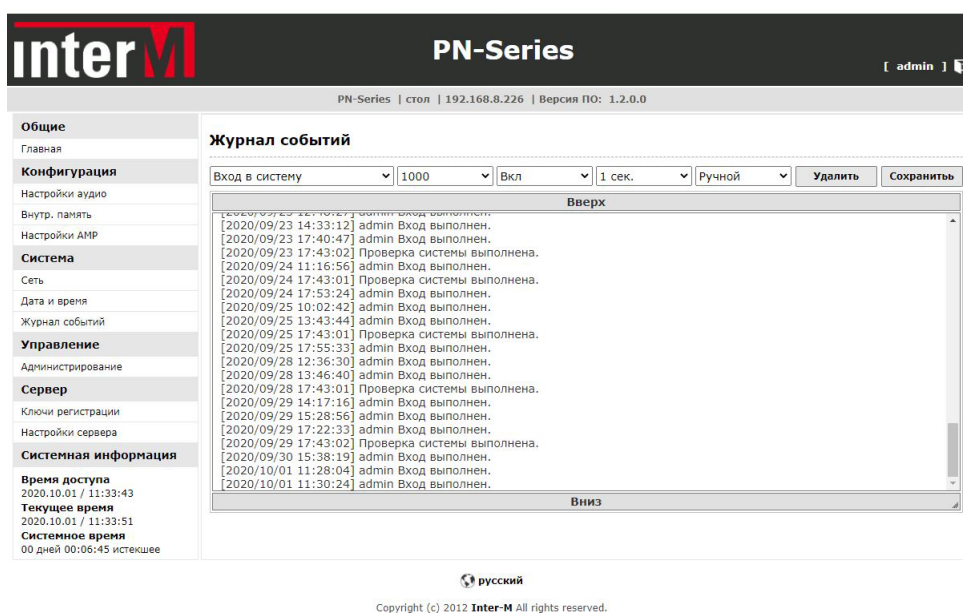 inter M
PN-Series
[ admin ]
PN-Series | стол | 192.168.8.226 | Версия ПО: 1.2.0.0
Общие
Главная
Конфигурация
Настройки аудио
Внутр. память
Настройки AMP
Система
Сеть
Дата и время
Журнал событий
Управление
Администрирование
Сервер
Ключи регистрации
Настройки сервера
Системная информация
Время доступа
2020.10.01 / 11:33:43
Текущее время
2020.10.01 / 11:33:51
Системное время
00 дней 00:06:45 истекшее
Журнал событий
Вход в систему 1000 Вкл 1 сек. Ручной Удалить Сохранитьь
Вверх
[2020/09/23 12:48:27] admin Вход выполнен.
[2020/09/23 14:33:12] admin Вход выполнен.
[2020/09/23 17:40:47] admin Вход выполнен.
[2020/09/23 17:43:02] Проверка системы выполнена.
[2020/09/24 11:16:56] admin Вход выполнен.
[2020/09/24 17:43:01] Проверка системы выполнена.
[2020/09/24 17:53:24] admin Вход выполнен.
[2020/09/25 10:02:42] admin Вход выполнен.
[2020/09/25 13:43:44] admin Вход выполнен.
[2020/09/25 17:43:01] Проверка системы выполнена.
[2020/09/25 17:55:33] admin Вход выполнен.
[2020/09/28 12:36:30] admin Вход выполнен.
[2020/09/28 13:46:40] admin Вход выполнен.
[2020/09/28 17:43:01] Проверка системы выполнена.
[2020/09/29 14:17:16] admin Вход выполнен.
[2020/09/29 15:28:56] admin Вход выполнен.
[2020/09/29 17:22:33] admin Вход выполнен.
[2020/09/29 17:43:02] Проверка системы выполнена.
[2020/09/30 15:38:19] admin Вход выполнен.
[2020/10/01 11:28:04] admin Вход выполнен.
[2020/10/01 11:30:24] admin Вход выполнен.
Вниз
русский
Copyright (c) 2012 Inter-M All rights reserved.